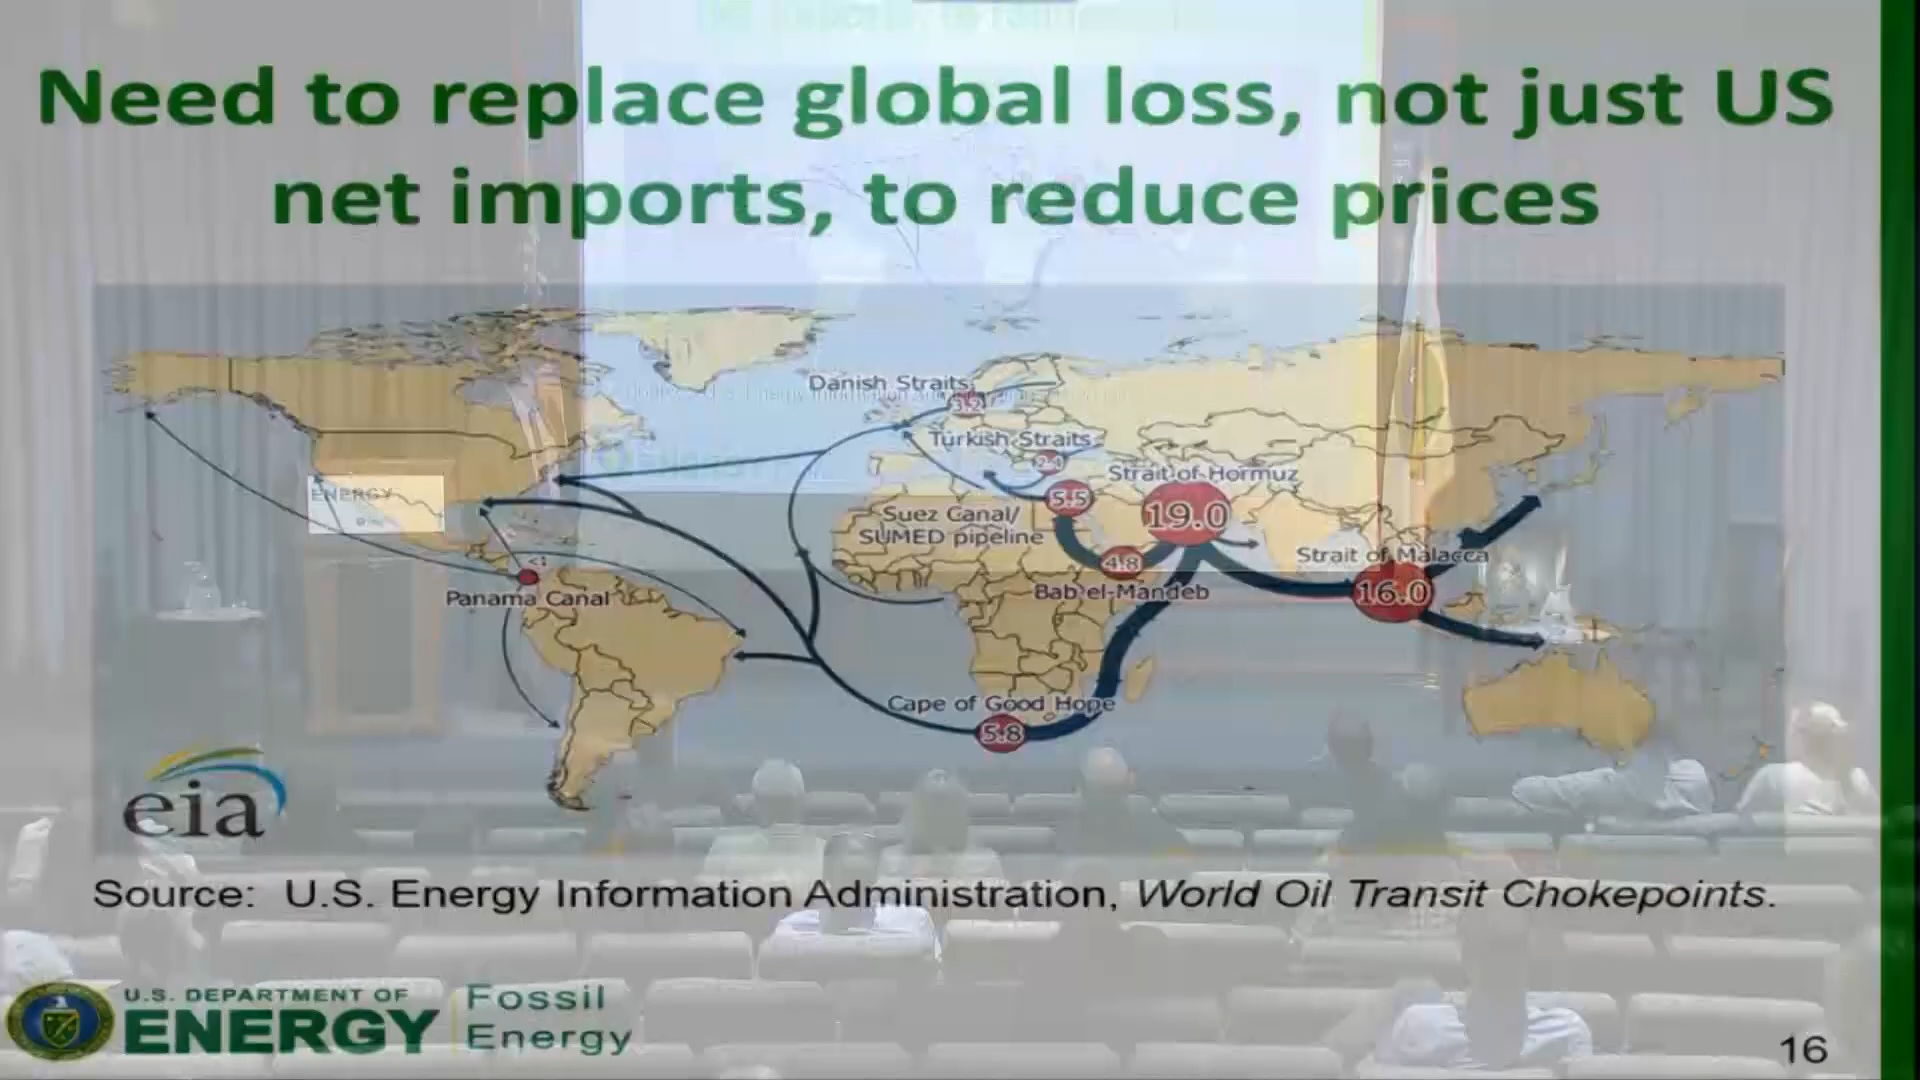 Need to replace global loss, not just US
net imports, to reduce prices
Danish Straits
3.2
Turkish Straits
Strait of Hormuz
5.5
19.0
Suez Canal/
SUMED pipeline
4.8
Strait of Malacca
<1
Bab el-Mandeb
16.0
Panama Canal
ENERGY
Cape of Good Hope
5.8
eia
Source: U.S. Energy Information Administration, World Oil Transit Chokepoints.
U.S. DEPARTMENT OF
ENERGY
Fossil
Energy
16